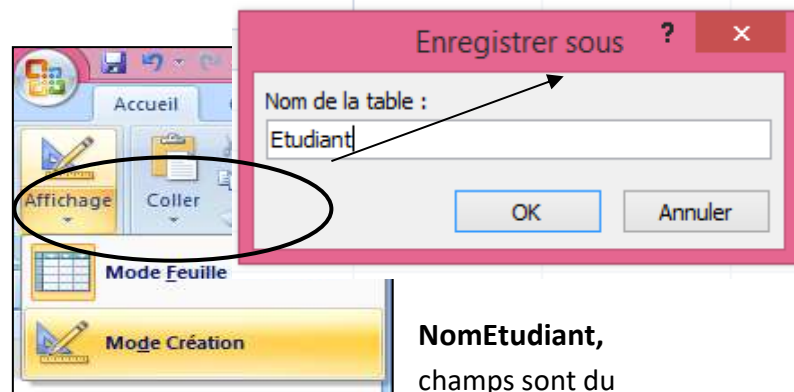 Enregistrer sous
?
×
Accueil
Nom de la table :
Etudiant
Affichage
Coller
OK
Annuler
Mode Feuille
Mode Création
NomEtudiant,
champs sont du